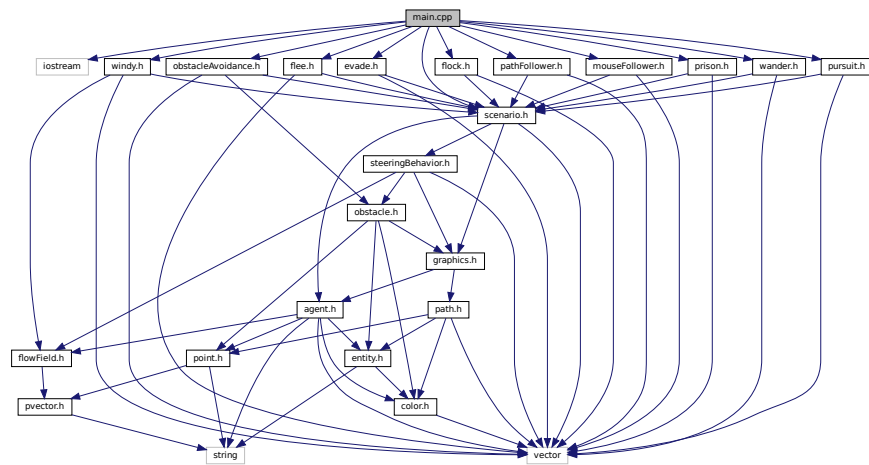 main.cpp
iostream
windy.h
obstacleAvoidance.h
flee.h
evade.h
flock.h
pathFollower.h
mouseFollower.h
prison.h
wander.h
pursuit.h
scenario.h
steeringBehavior.h
obstacle.h
graphics.h
agent.h
path.h
flowField.h
point.h
entity.h
pvector.h
color.h
string
vector